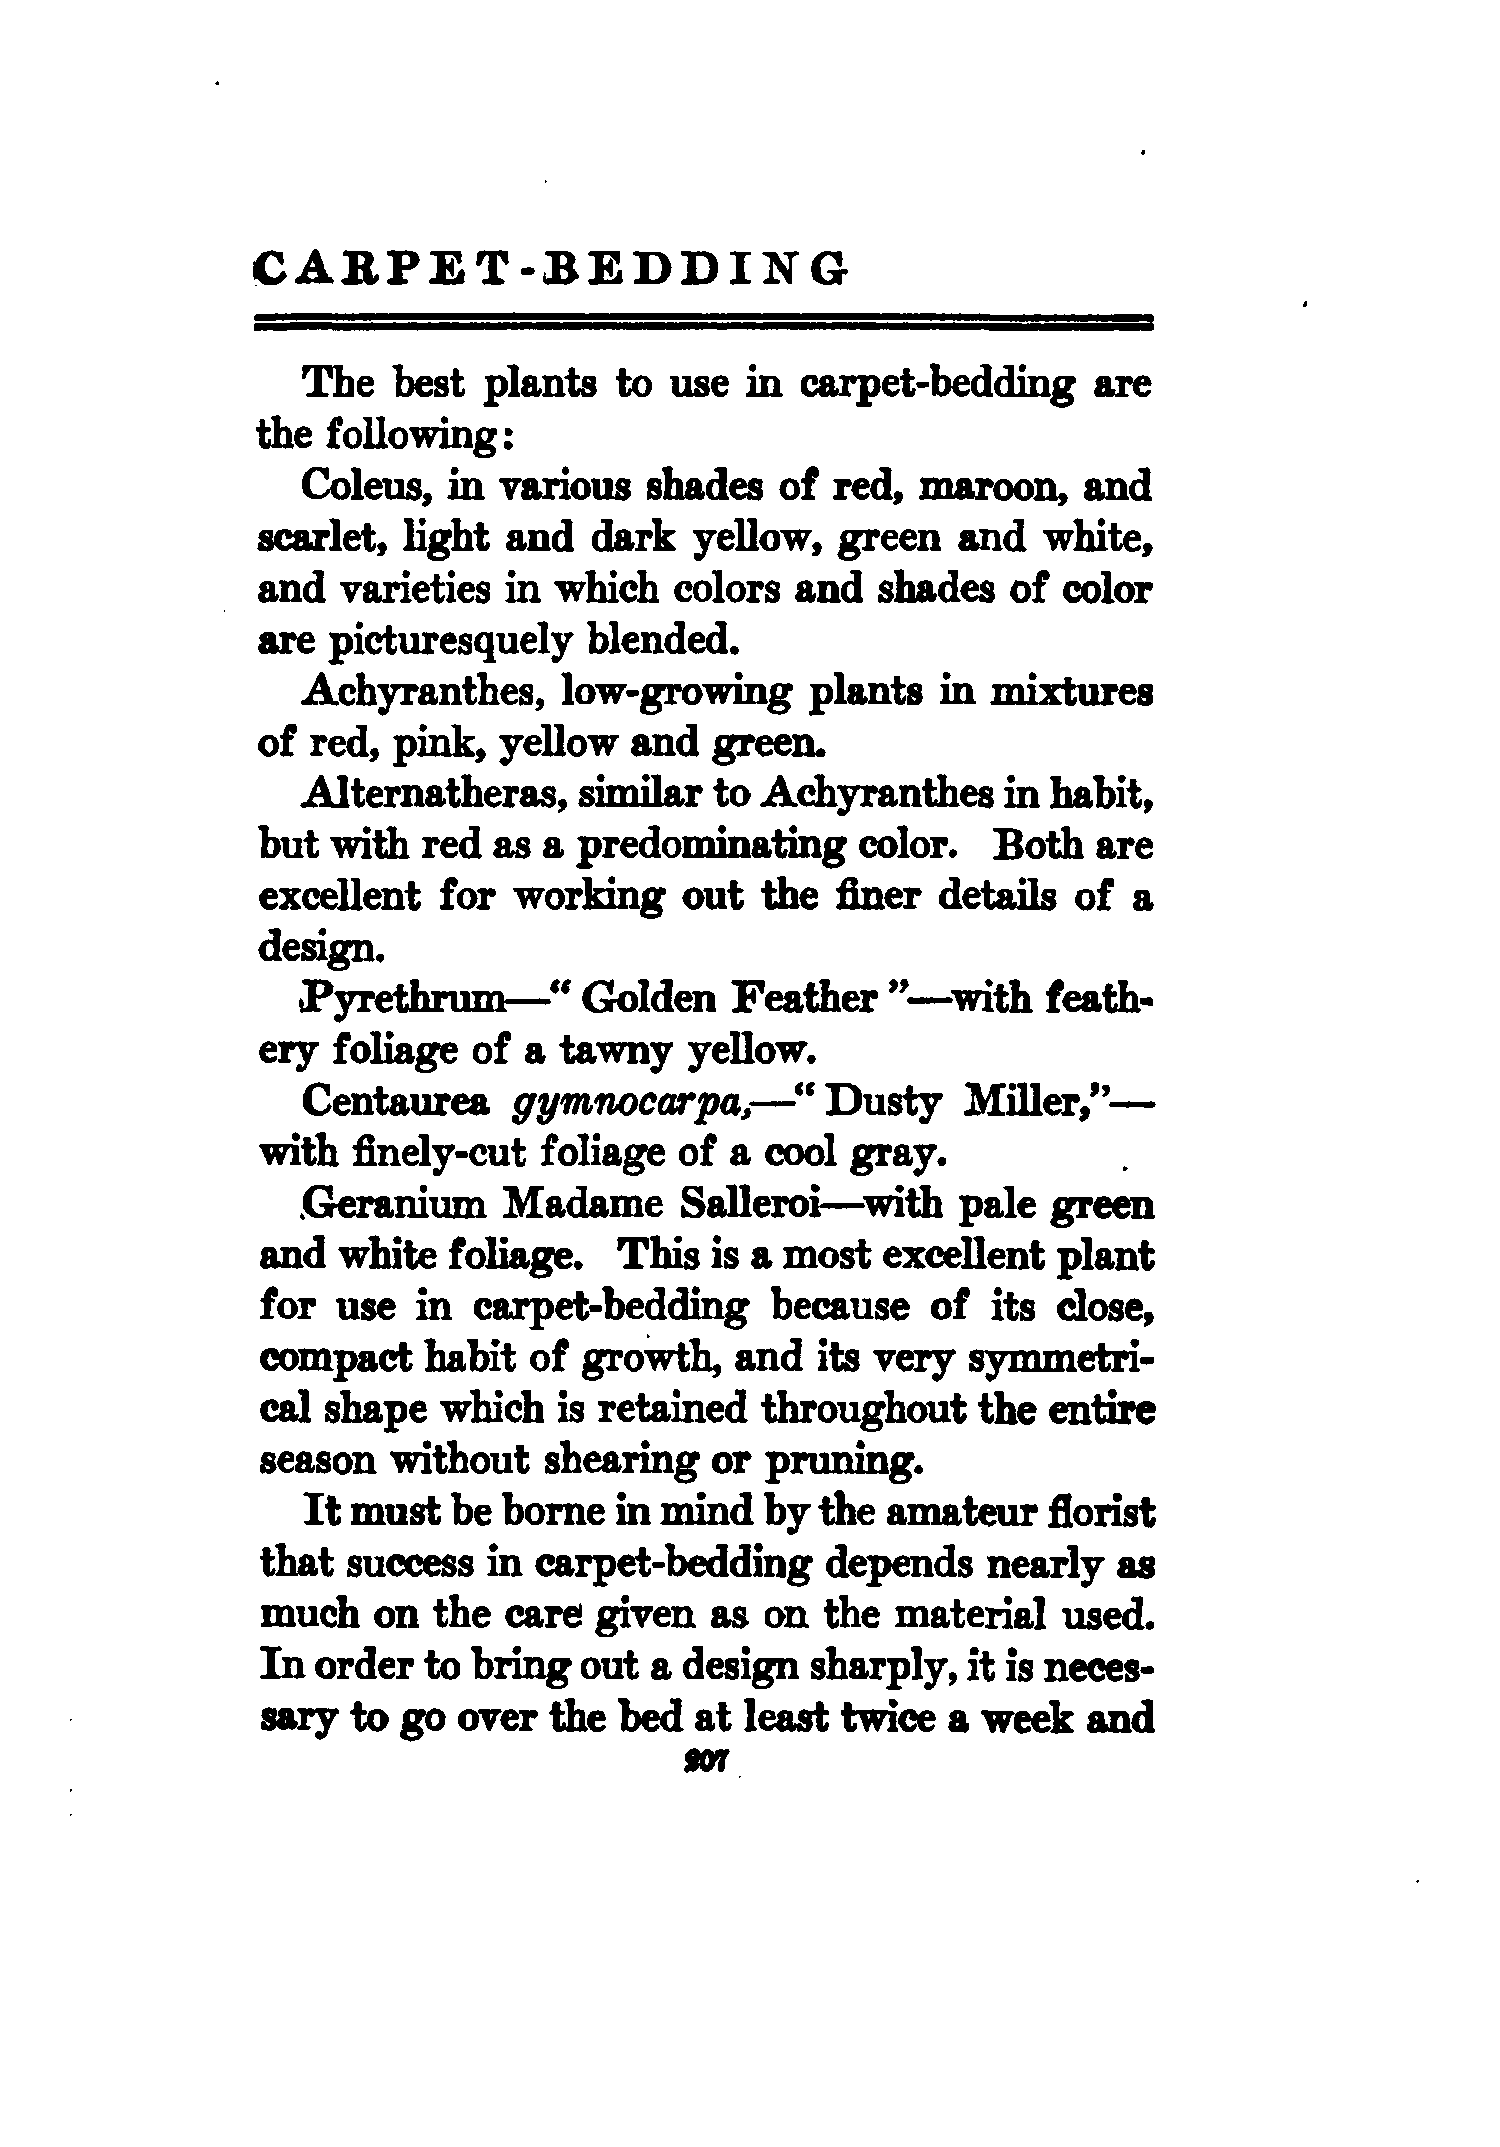 CARPET-BEDDING
The best plants to use in carpet-bedding are
the following:
Coleus, in various shades of red, maroon, and
scarlet, light and dark yellow, green and white,
and varieties in which colors and shades of color
are picturesquely blended.
Achyranthes, low-growing plants in mixtures
of red, pink, yellow and green.
Alternatheras, similar to Achyranthes in habit,
but with red as a predominating color. Both are
excellent for working out the finer details of a
design.
Pyrethrum—“ Golden Feather ”—with feath-
ery foliage of a tawny yellow.
Centaurea gymnocarpa,—“ Dusty Miller,”—
with finely-cut foliage of a cool gray.
Geranium Madame Salleroi—with pale green
and white foliage. This is a most excellent plant
for use in carpet-bedding because of its close,
compact habit of growth, and its very symmetri-
cal shape which is retained throughout the entire
season without shearing or pruning.
It must be borne in mind by the amateur florist
that success in carpet-bedding depends nearly as
much on the care given as on the material used.
In order to bring out a design sharply, it is neces-
sary to go over the bed at least twice a week and
207